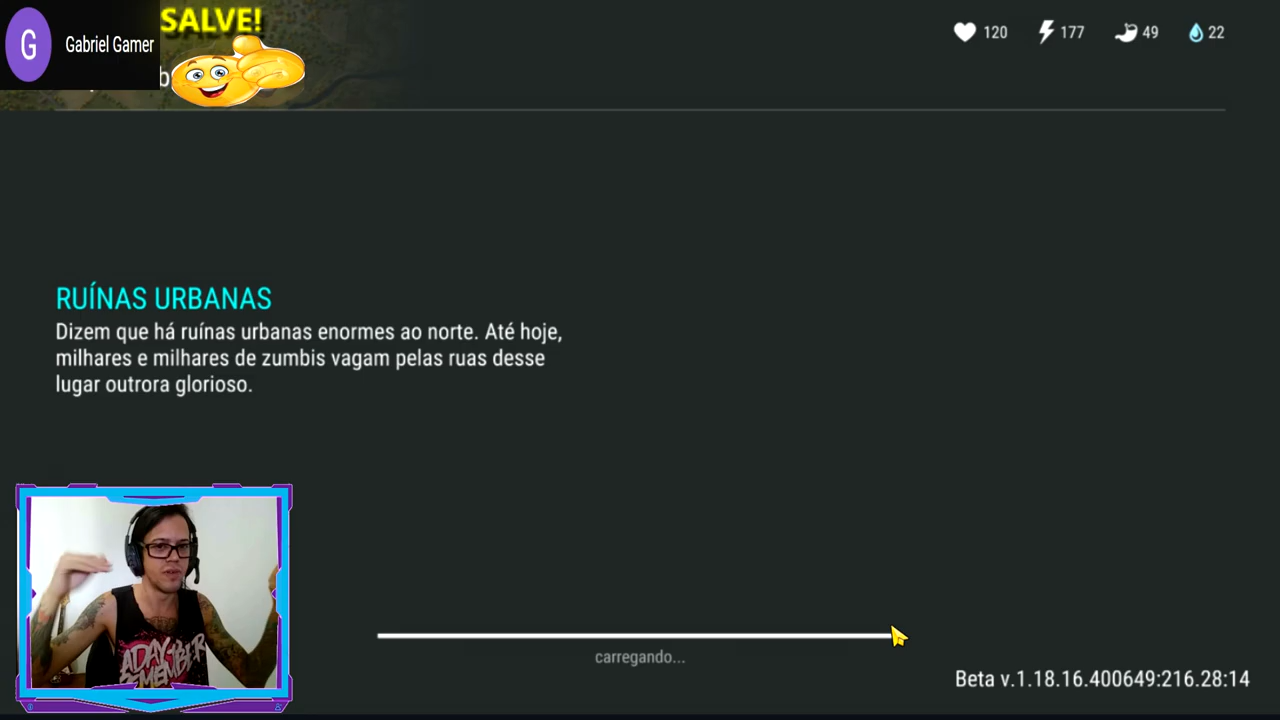 SALVE!
G
Gabriel Gamer
120
177
49
22
RUÍNAS URBANAS
Dizem que há ruínas urbanas enormes ao norte. Até hoje,
milhares e milhares de zumbis vagam pelas ruas desse
lugar outrora glorioso.
A DAY
REMEMBER
carregando...
Beta v.1.18.16.400649:216.28:14